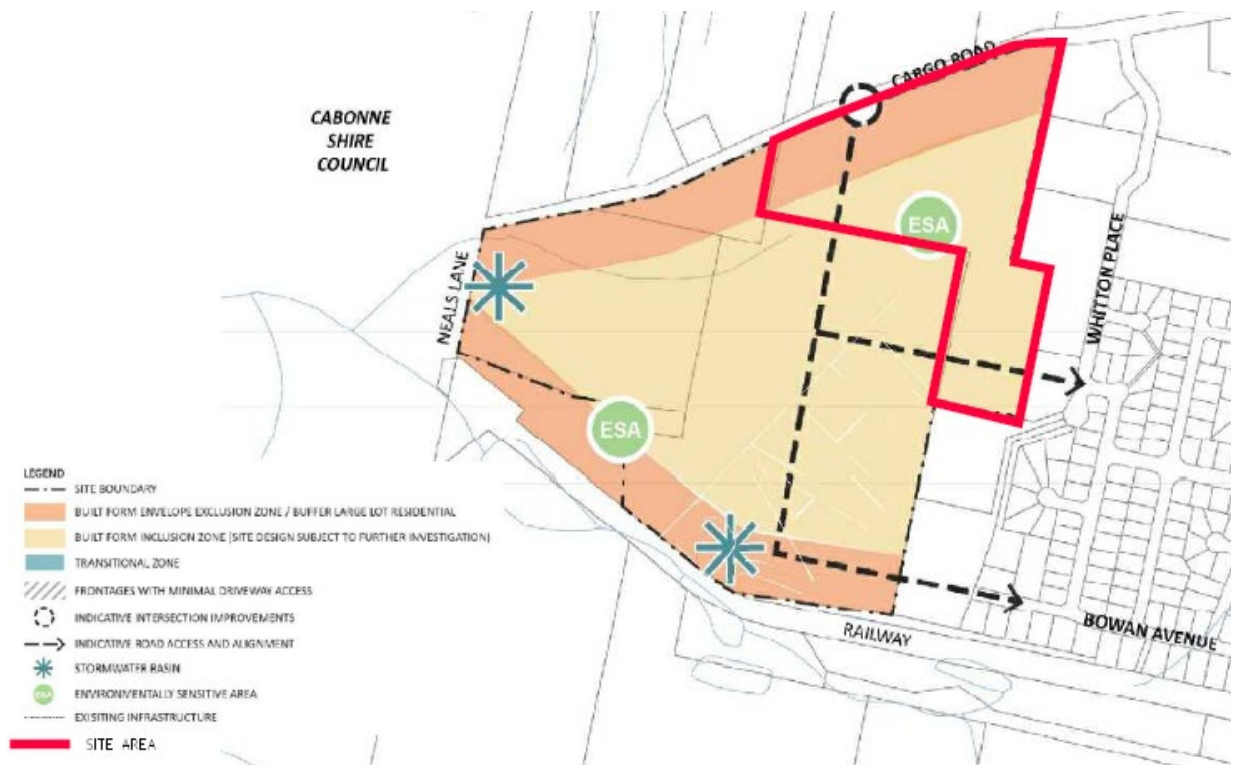 CARGO ROAD
CABONNE
SHIRE
COUNCIL
ESA
NEALS LANE
WHITTON PLACE
ESA
LEGEND
SITE BOUNDARY
BUILT FORM ENVELOPE EXCLUSION ZONE / BUFFER LARGE LOT RESIDENTIAL
BUILT FORM INCLUSION ZONE (SITE DESIGN SUBJECT TO FURTHER INVESTIGATION)
TRANSITIONAL ZONE
FRONTAGES WITH MINIMAL DRIVEWAY ACCESS
INDICATIVE INTERSECTION IMPROVEMENTS
INDICATIVE ROAD ACCESS AND ALIGNMENT
STORMWATER BASIN
ESA ENVIRONMENTALLY SENSITIVE AREA
EXISITING INFRASTRUCTURE
SITE AREA
RAILWAY
BOWAN AVENUE